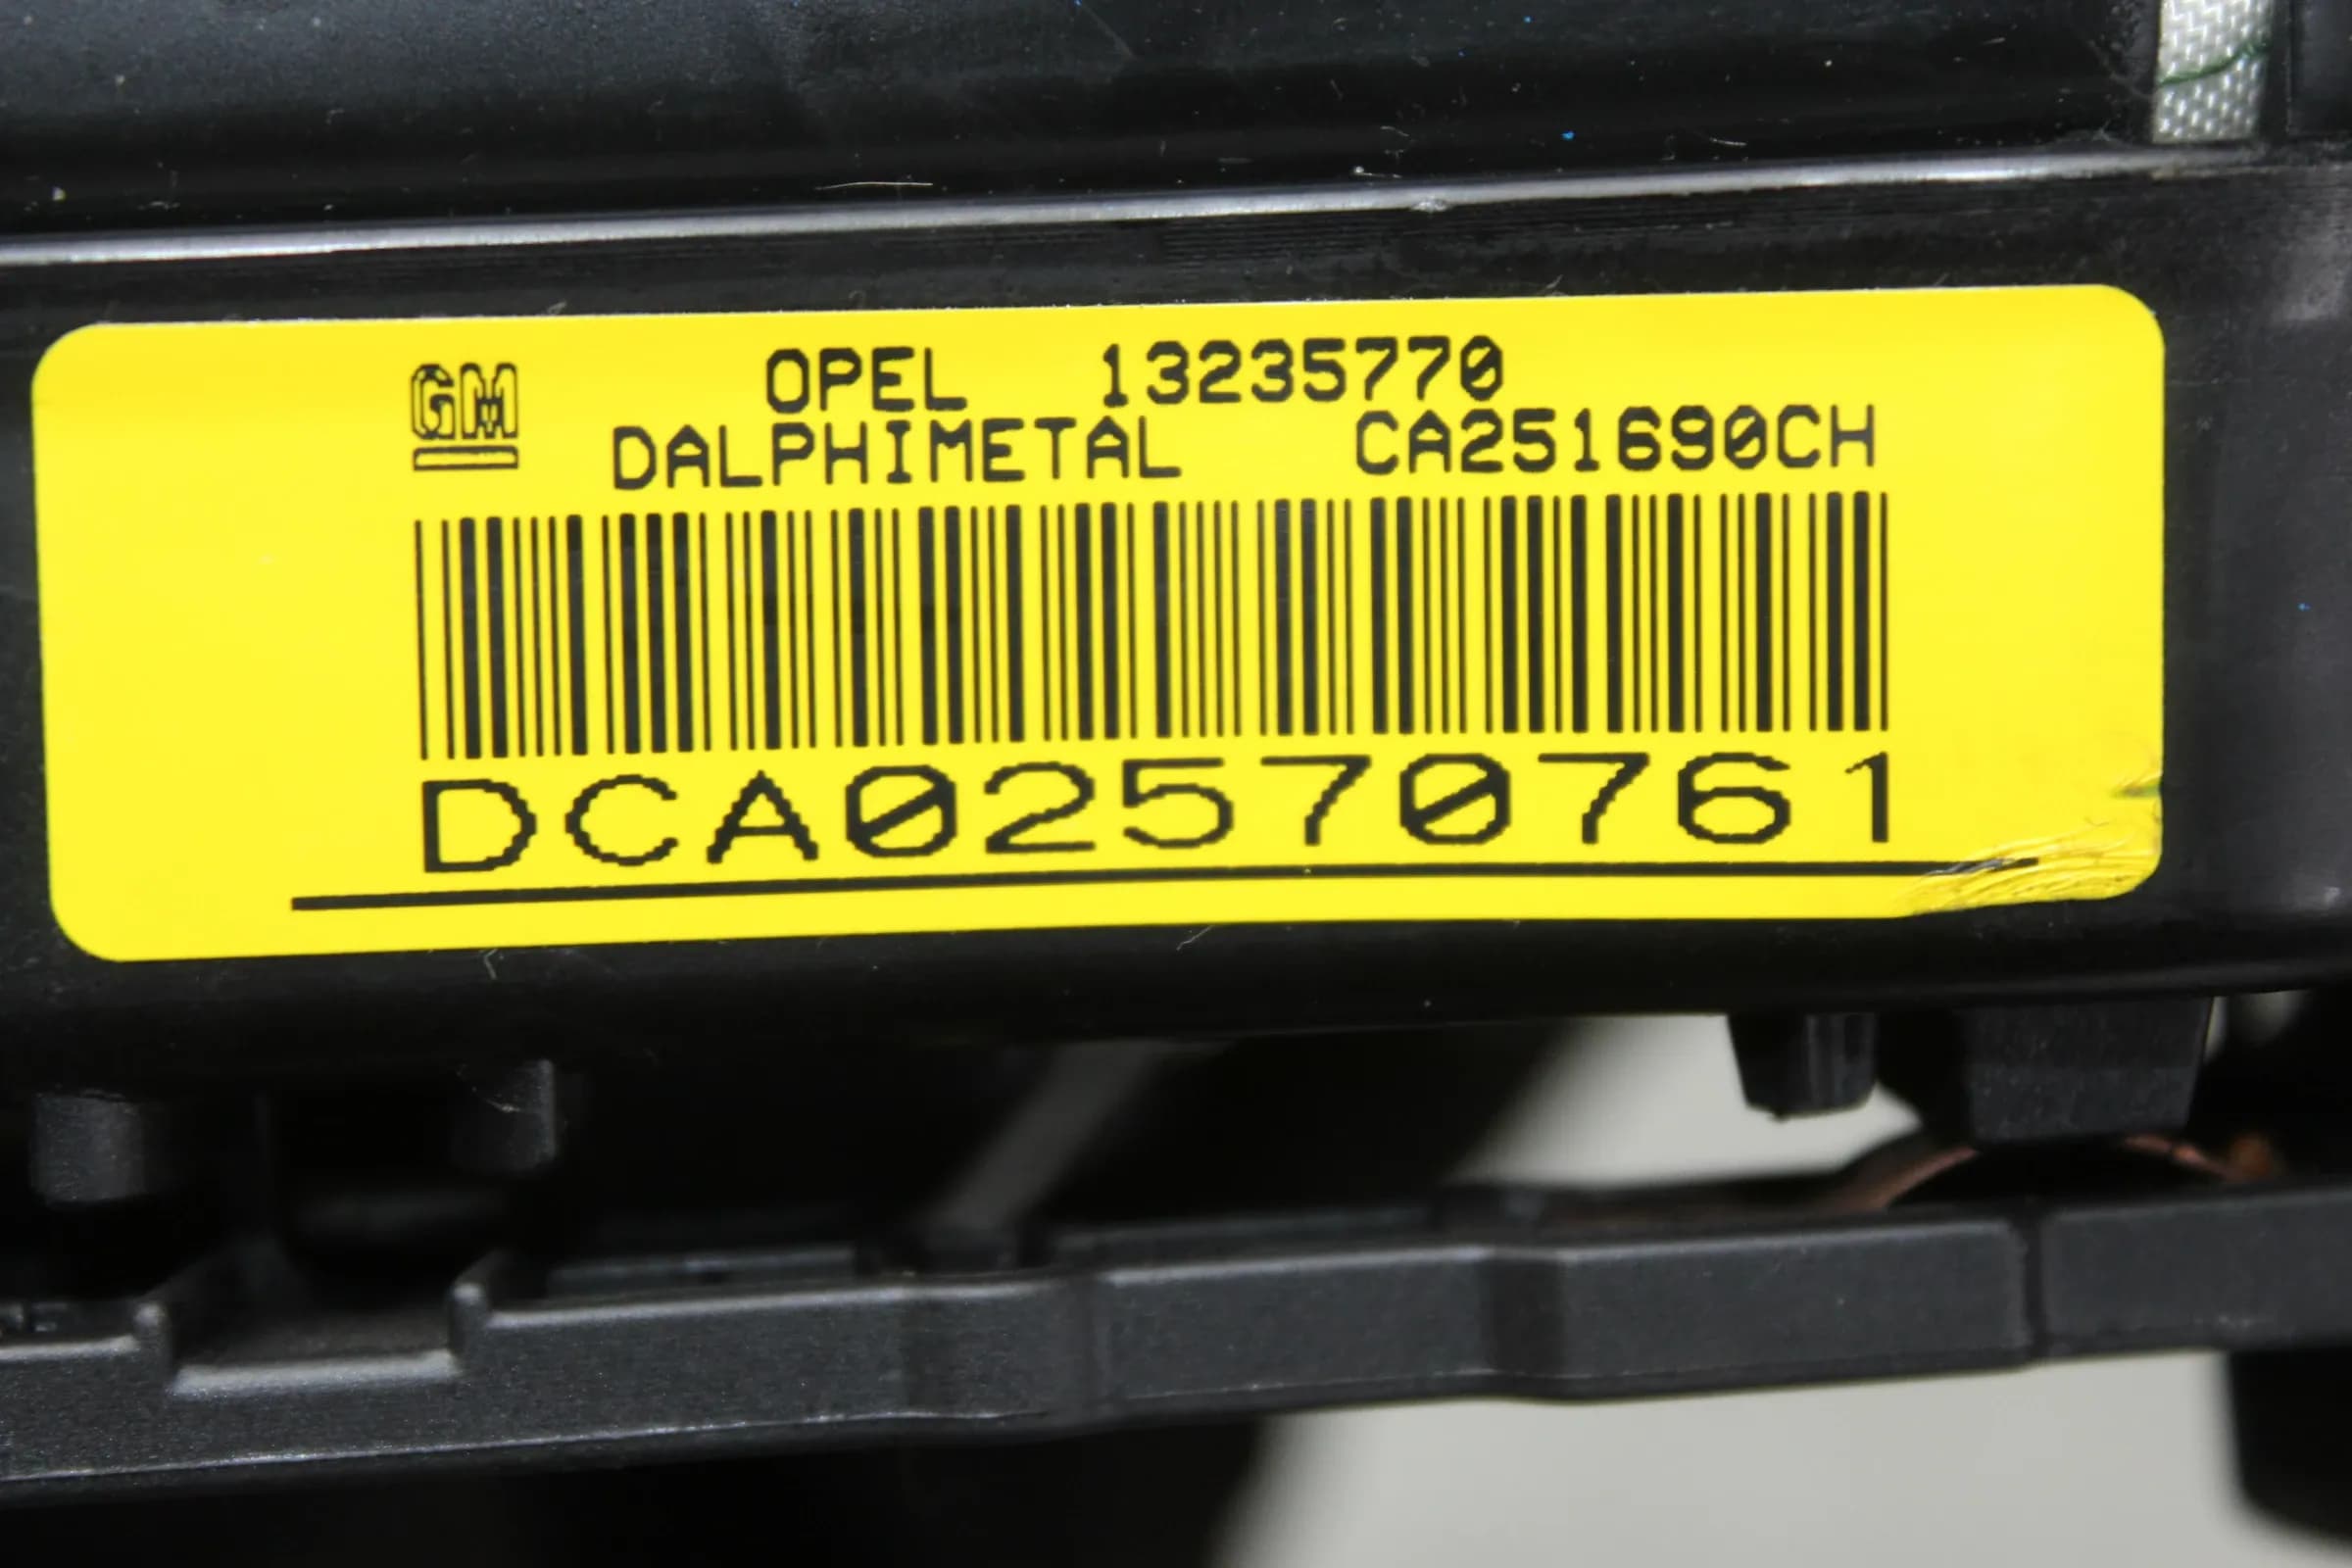 GM OPEL 13235770
DALPHIMETAL CA251690CH
DCA02570761